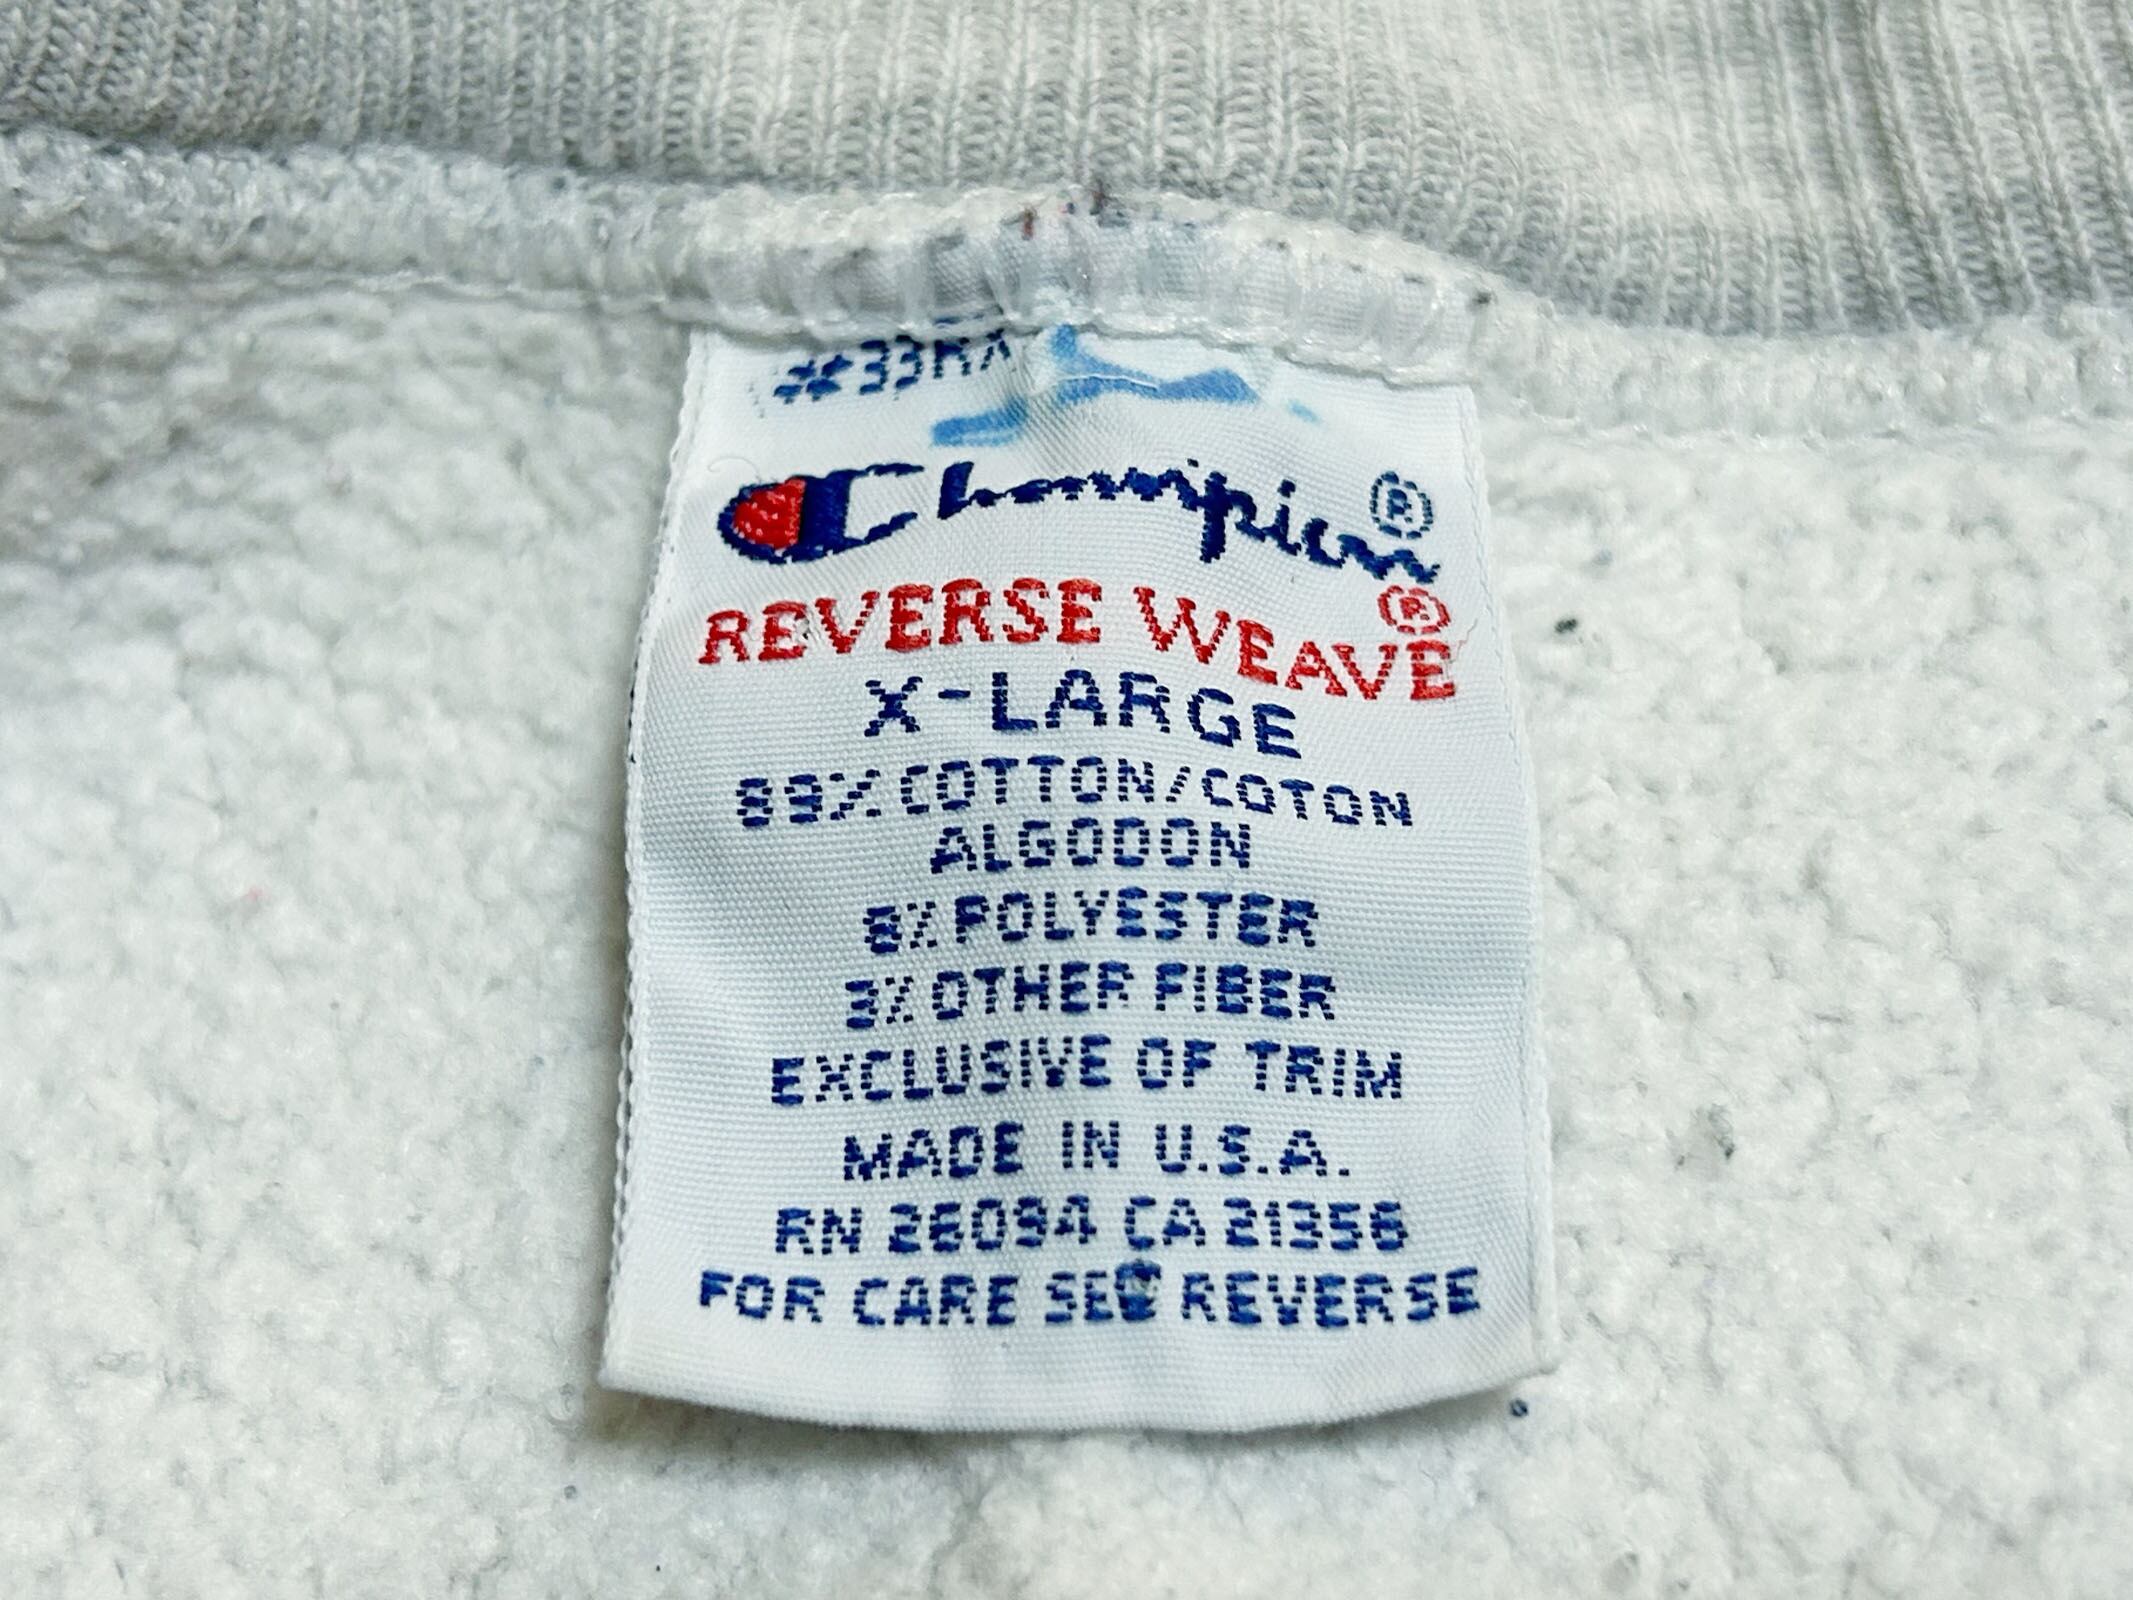 #33RX
Champion®
REVERSE WEAVE®
X-LARGE
89% COTTON/COTON
ALGODON
8% POLYESTER
3% OTHER FIBER
EXCLUSIVE OF TRIM
MADE IN U.S.A.
RN 26094 CA 21356
FOR CARE SEE REVERSE